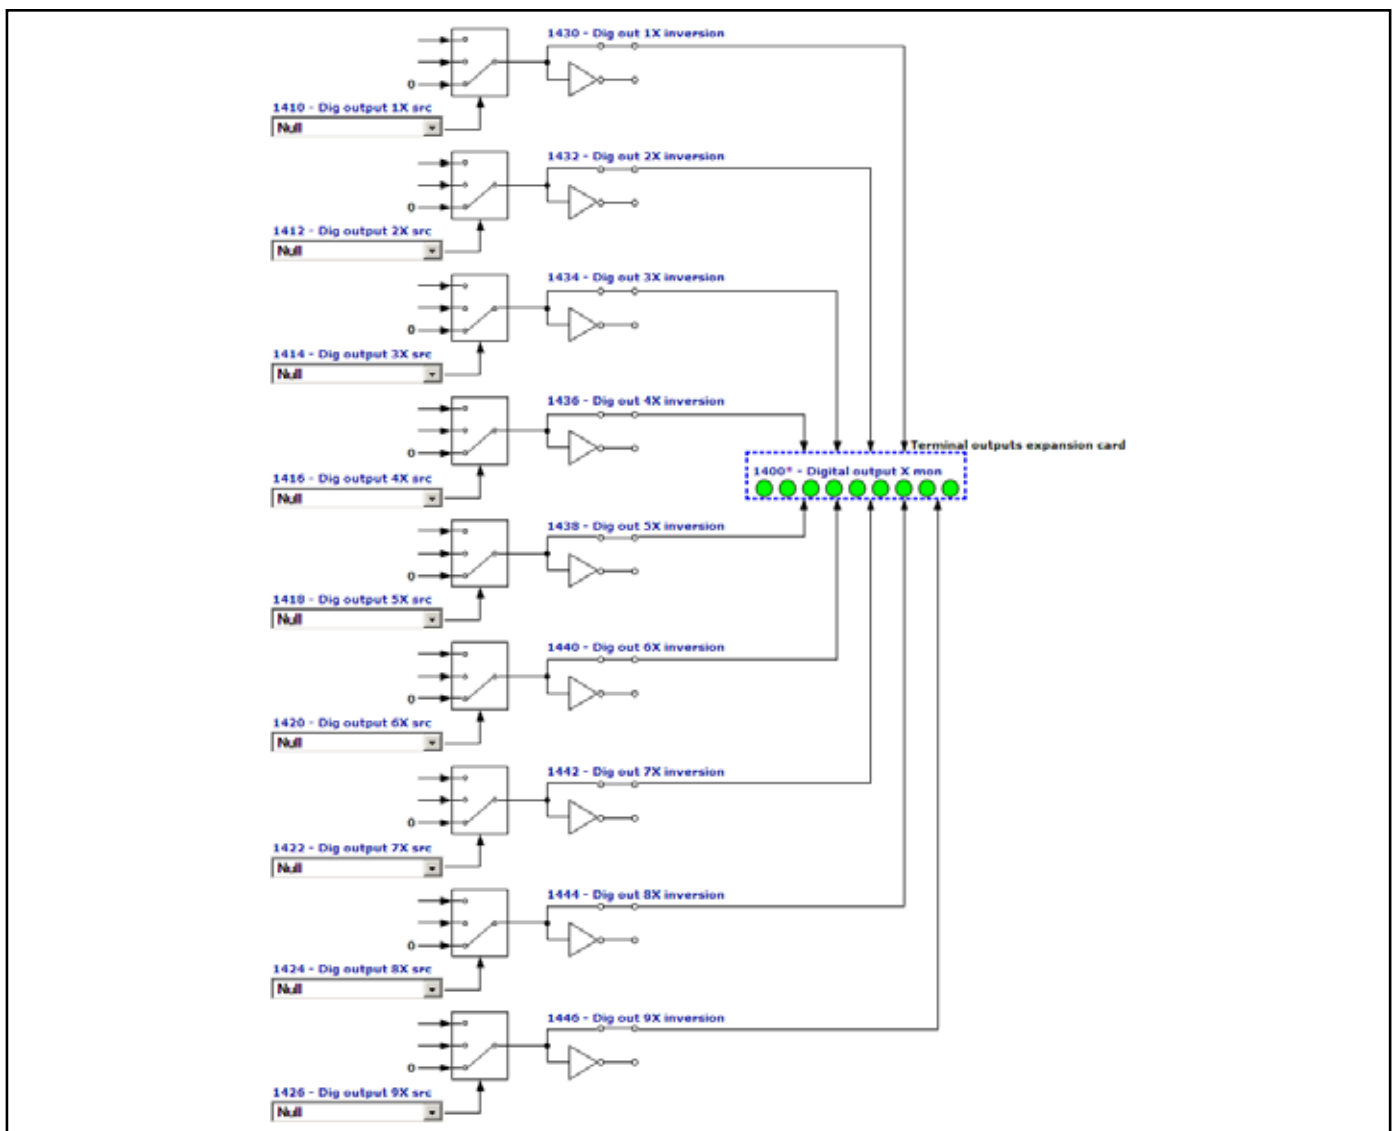 1430 - Dig out 1X inversion
0
1410 - Dig output 1X src
Null
1432 - Dig out 2X inversion
0
1412 - Dig output 2X src
Null
1434 - Dig out 3X inversion
0
1414 - Dig output 3X src
Null
1436 - Dig out 4X inversion
0
Terminal outputs expansion card
1400* - Digital output X mon
1416 - Dig output 4X src
Null
1438 - Dig out 5X inversion
0
1418 - Dig output 5X src
Null
1440 - Dig out 6X inversion
0
1420 - Dig output 6X src
Null
1442 - Dig out 7X inversion
0
1422 - Dig output 7X src
Null
1444 - Dig out 8X inversion
0
1424 - Dig output 8X src
Null
1446 - Dig out 9X inversion
0
1426 - Dig output 9X src
Null